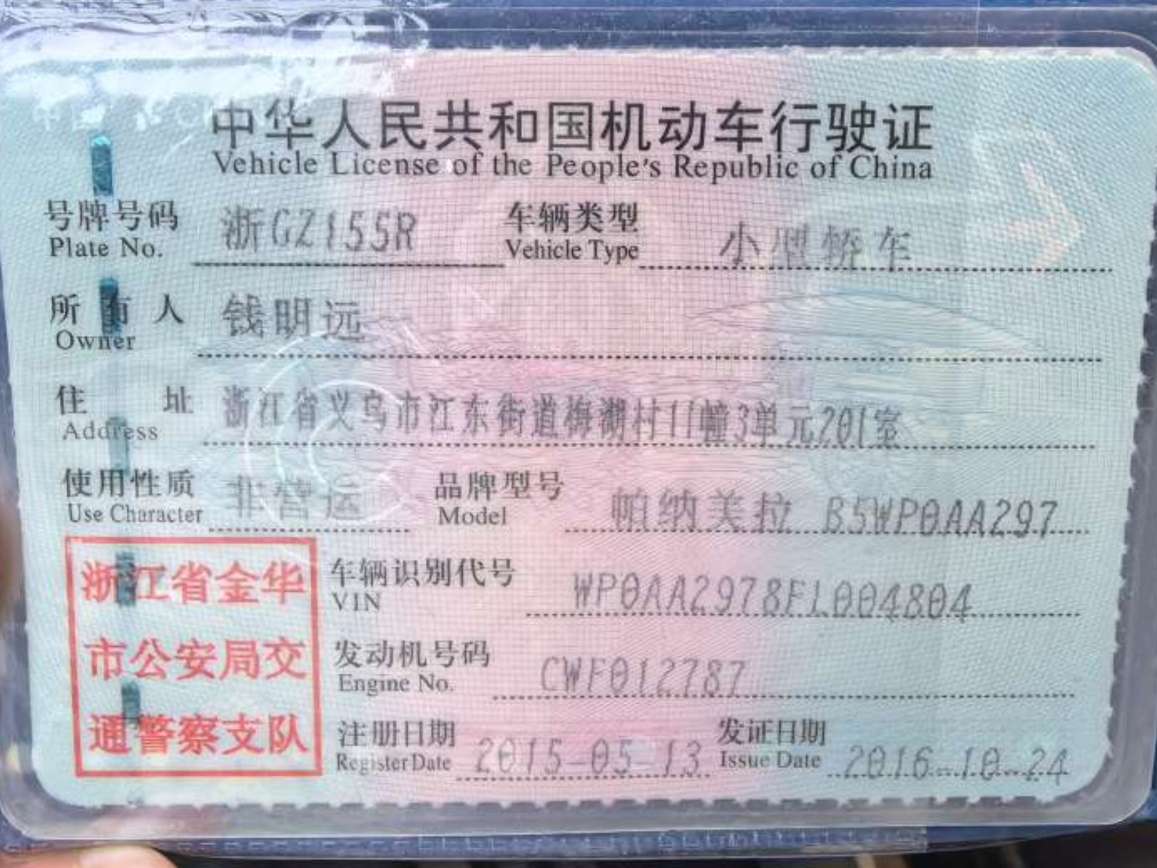 中华人民共和国机动车行驶证
Vehicle License of the People's Republic of China
号牌号码 浙GZ155R 车辆类型 小型轿车
Plate No. Vehicle Type
所有人 钱明远
Owner
住址 浙江省义乌市江东街道梅湖村11幢3单元201室
Address
使用性质 非营运 品牌型号 帕纳美拉 B5WP0AA297
Use Character Model
浙江省金华
市公安局交
通警察支队
车辆识别代号 WP0AA2978FL004804
VIN
发动机号码 CWF012787
Engine No.
注册日期 2015-05-13 发证日期 2016-10-24
Register Date Issue Date